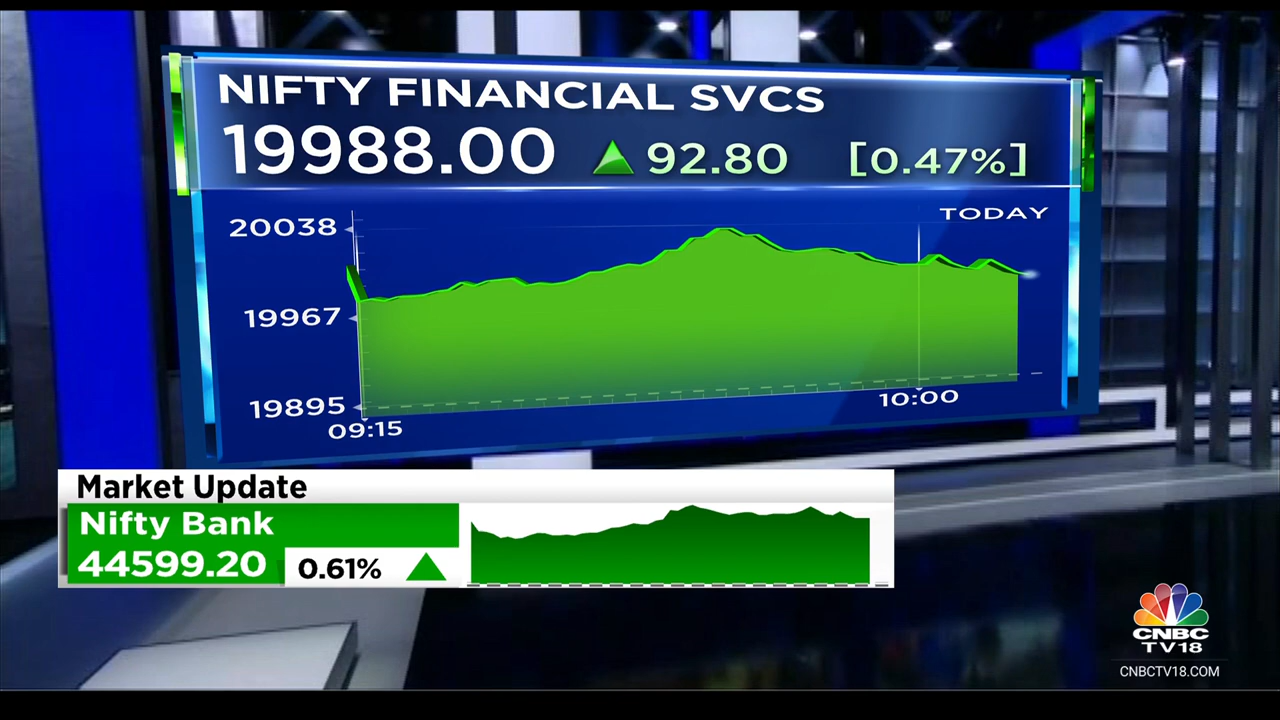 NIFTY FINANCIAL SVCS
19988.00 ▲ 92.80 [0.47%]
TODAY
20038
19967
19895
09:15
10:00
Market Update
Nifty Bank
44599.20 0.61% ▲
CNBC
TV18
CNBCTV18.COM